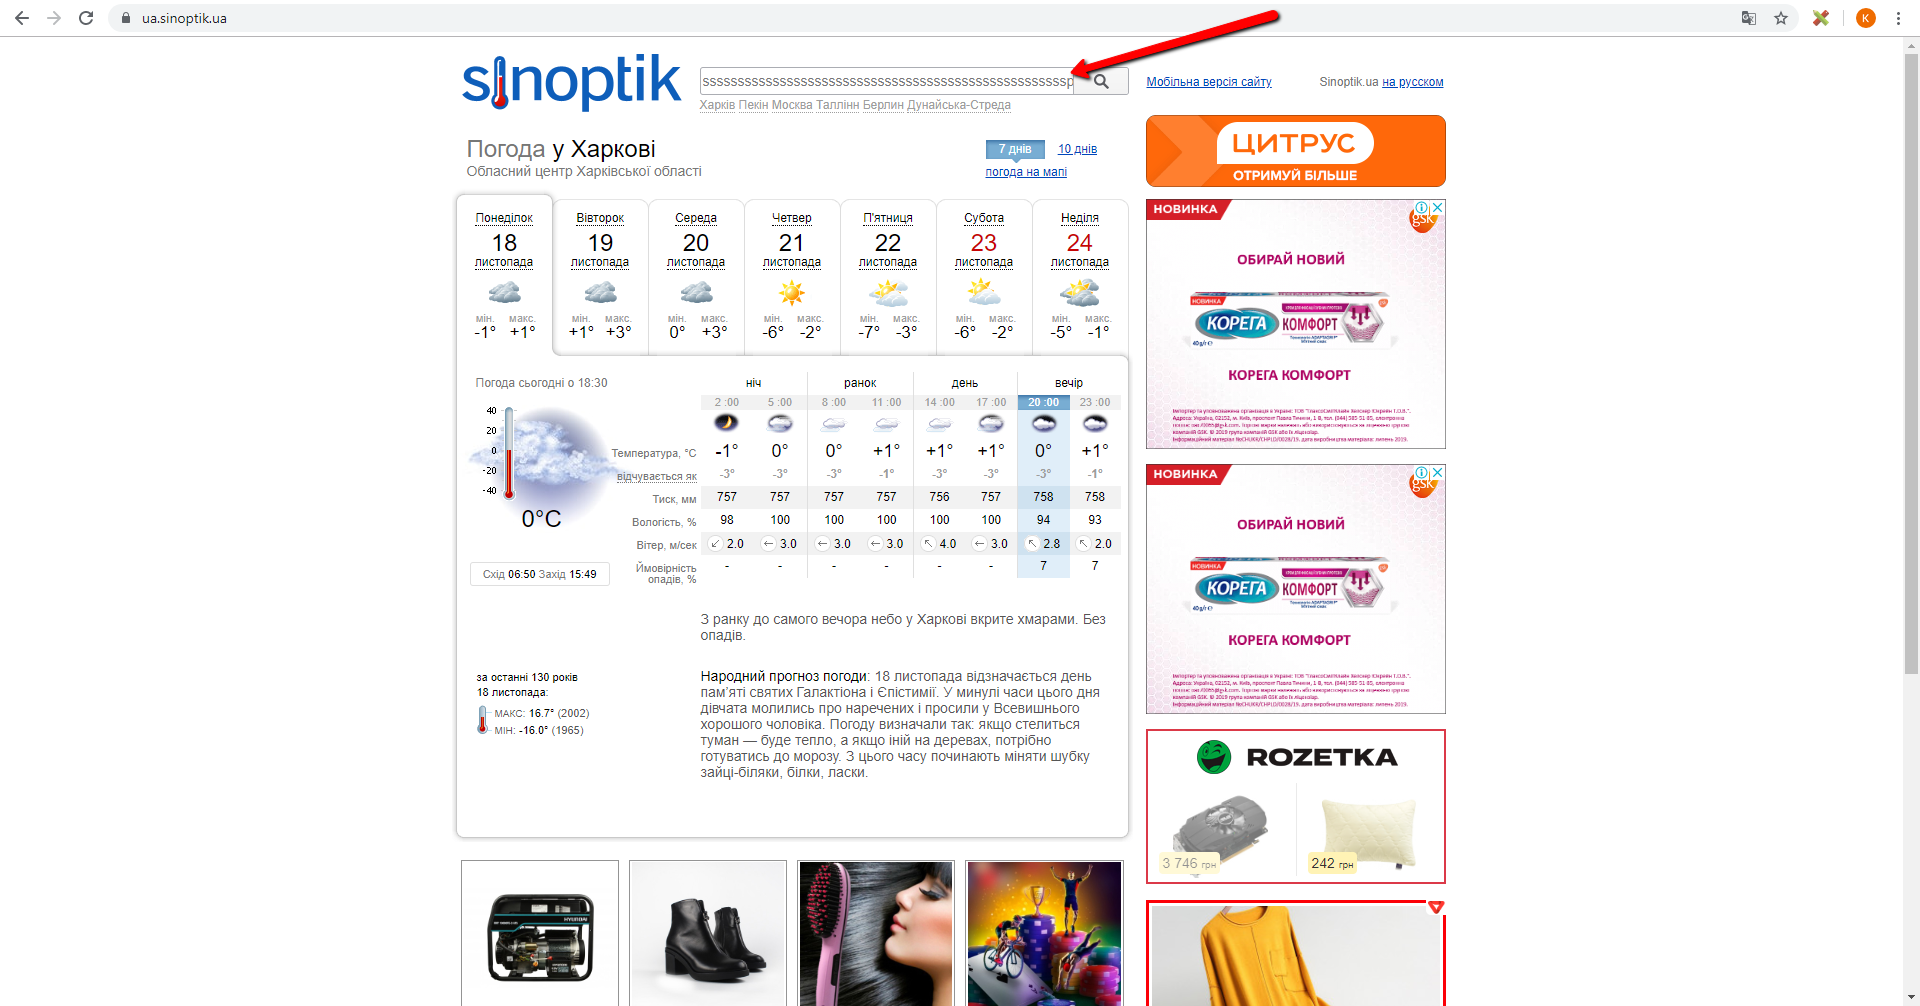 ua.sinoptik.ua
K
sinoptik
Мобільна версія сайту
Sinoptik.ua на русском
Харків Пекін Москва Таллінн Берлин Дунайська-Стреда
Погода у Харкові
Обласний центр Харківської області
7 днів
10 днів
погода на мапі
ЦИТРУС
ОТРИМУЙ БІЛЬШЕ
Понеділок Вівторок Середа Четвер П'ятниця Субота Неділя
18 19 20 21 22 23 24
листопада листопада листопада листопада листопада листопада листопада
мін. макс. мін. макс. мін. макс. мін. макс. мін. макс. мін. макс. мін. макс.
-1° +1° +1° +3° 0° +3° -6° -2° -7° -3° -6° -2° -5° -1°
НОВИНКА
gsk
ОБИРАЙ НОВИЙ
НОВИНКА
КОРЕГА КОМФОРТ
40 g/г
КОРЕГА КОМФОРТ
Погода сьогодні о 18:30
ніч ранок день вечір
2 :00 5 :00 8 :00 11 :00 14 :00 17 :00 20 :00 23 :00
40
20
0
-20
-40
0°C
Температура, °C -1° 0° 0° +1° +1° +1° 0° +1°
відчувається як -3° -3° -3° -1° -3° -3° -3° -1°
Тиск, мм 757 757 757 757 756 757 758 758
Вологість, % 98 100 100 100 100 100 94 93
Вітер, м/сек 2.0 3.0 3.0 3.0 4.0 3.0 2.8 2.0
Ймовірність
опадів, % - - - - - - 7 7
Схід 06:50 Захід 15:49
З ранку до самого вечора небо у Харкові вкрите хмарами. Без
опадів.
за останні 130 років
18 листопада:
МАКС: 16.7° (2002)
МІН: -16.0° (1965)
Народний прогноз погоди: 18 листопада відзначається день
пам'яті святих Галактіона і Єпістимії. У минулі часи цього дня
дівчата молились про наречених і просили у Всевишнього
хорошого чоловіка. Погоду визначали так: якщо стелиться
туман — буде тепло, а якщо іній на деревах, потрібно
готуватись до морозу. З цього часу починають міняти шубку
зайці-біляки, білки, ласки.
НОВИНКА
gsk
ОБИРАЙ НОВИЙ
НОВИНКА
КОРЕГА КОМФОРТ
40 g/г
КОРЕГА КОМФОРТ
ROZETKA
3 746 грн
242 грн
HYUNDAI